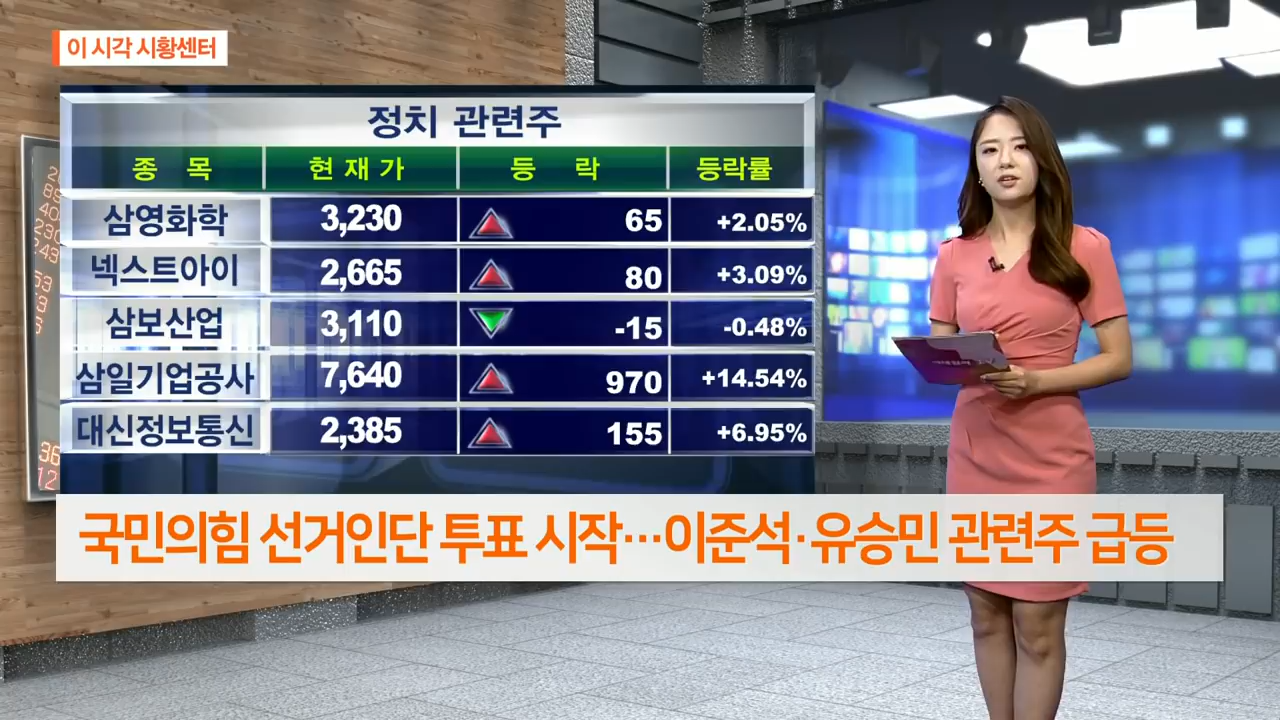 이 시각 시황센터
정치 관련주
종 목 현 재 가 등 락 등락률
삼영화학 3,230 65 +2.05%
넥스트아이 2,665 80 +3.09%
삼보산업 3,110 -15 -0.48%
삼일기업공사 7,640 970 +14.54%
대신정보통신 2,385 155 +6.95%
국민의힘 선거인단 투표 시작…이준석·유승민 관련주 급등